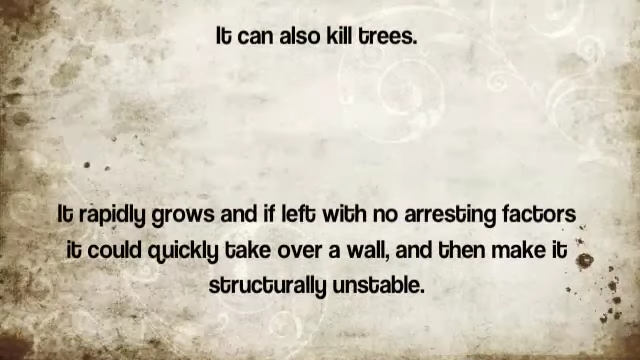 It can also kill trees.
It rapidly grows and if left with no arresting factors
it could quickly take over a wall, and then make it
structurally unstable.